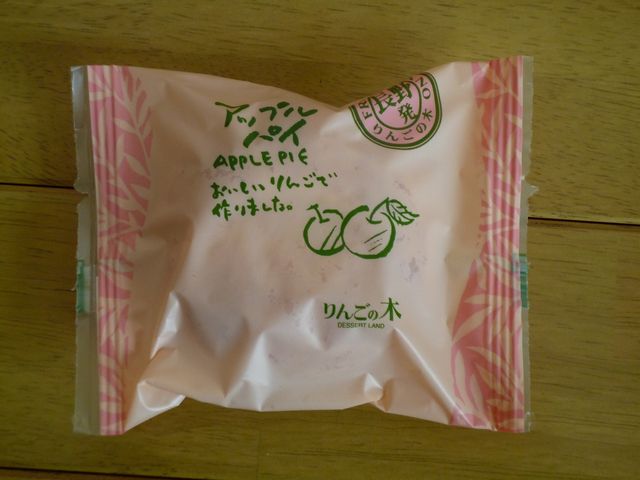 アップル
パイ
APPLE PIE
おいしいりんごで
作りました。
長野
発
りんごの木
りんごの木
DESSERT LAND